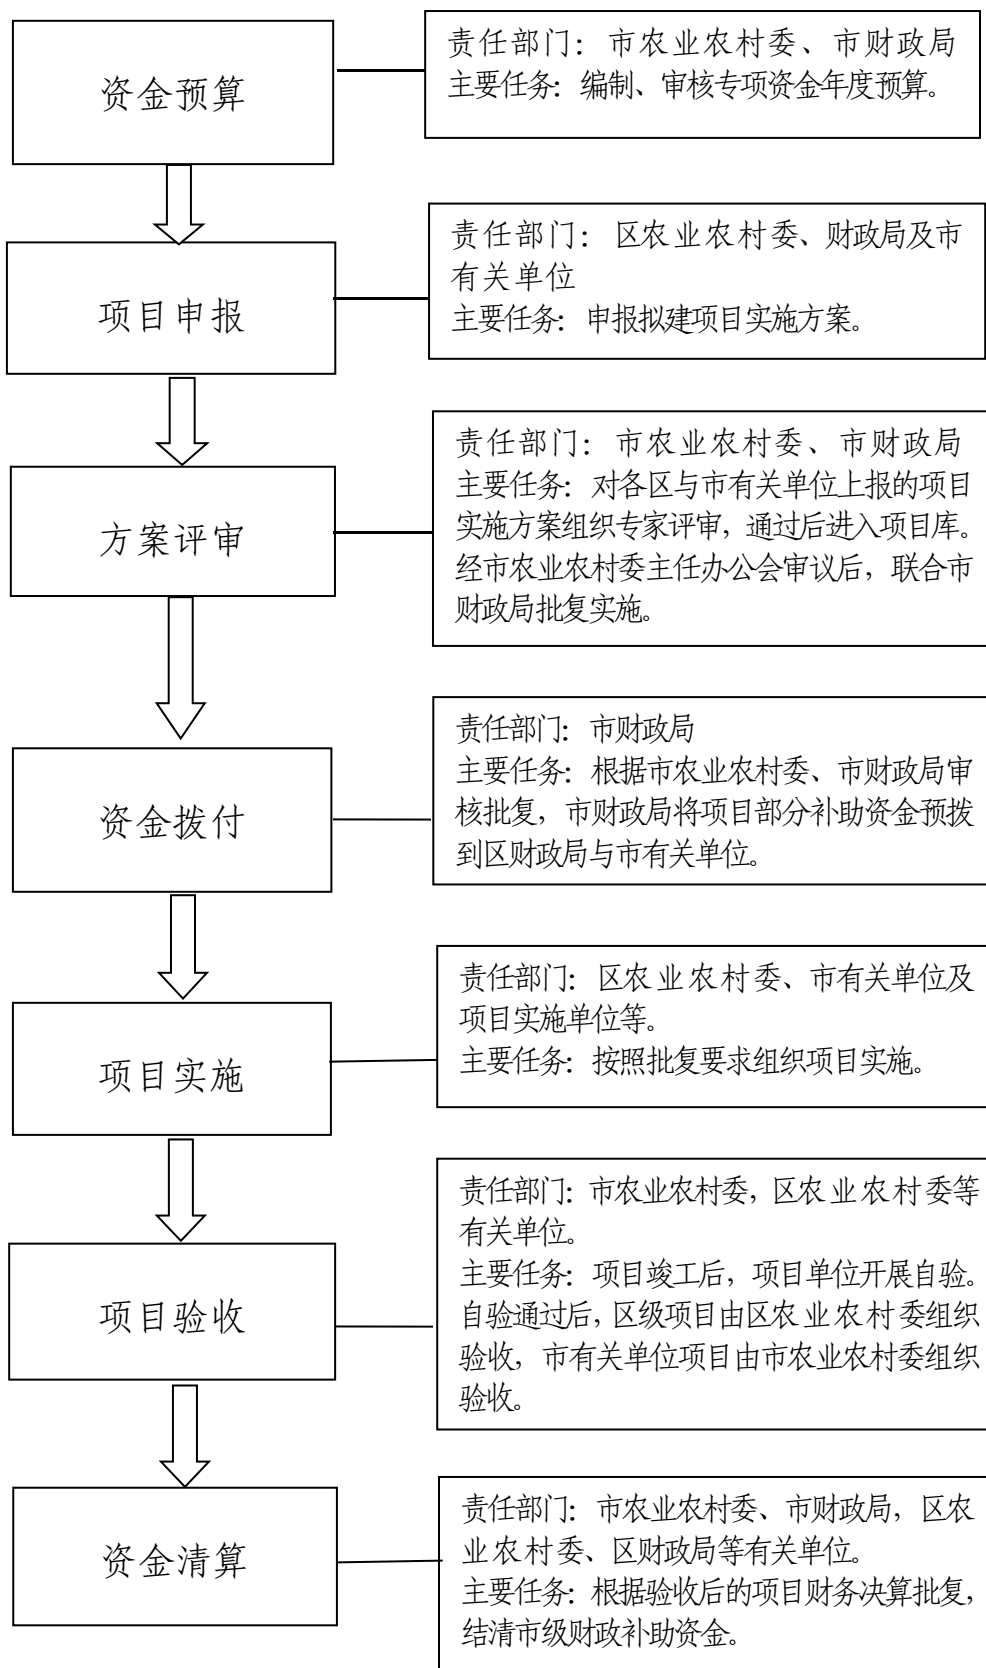 资金预算
责任部门：市农业农村委、市财政局
主要任务：编制、审核专项资金年度预算。
项目申报
责任部门：区农业农村委、财政局及市
有关单位
主要任务：申报拟建项目实施方案。
方案评审
责任部门：市农业农村委、市财政局
主要任务：对各区与市有关单位上报的项目
实施方案组织专家评审，通过后进入项目库。
经市农业农村委主任办公会审议后，联合市
财政局批复实施。
资金拨付
责任部门：市财政局
主要任务：根据市农业农村委、市财政局审
核批复，市财政局将项目部分补助资金预拨
到区财政局与市有关单位。
项目实施
责任部门：区农业农村委、市有关单位及
项目实施单位等。
主要任务：按照批复要求组织项目实施。
项目验收
责任部门：市农业农村委，区农业农村委等
有关单位。
主要任务：项目竣工后，项目单位开展自验。
自验通过后，区级项目由区农业农村委组织
验收，市有关单位项目由市农业农村委组织
验收。
资金清算
责任部门：市农业农村委、市财政局，区农
业农村委、区财政局等有关单位。
主要任务：根据验收后的项目财务决算批复，
结清市级财政补助资金。